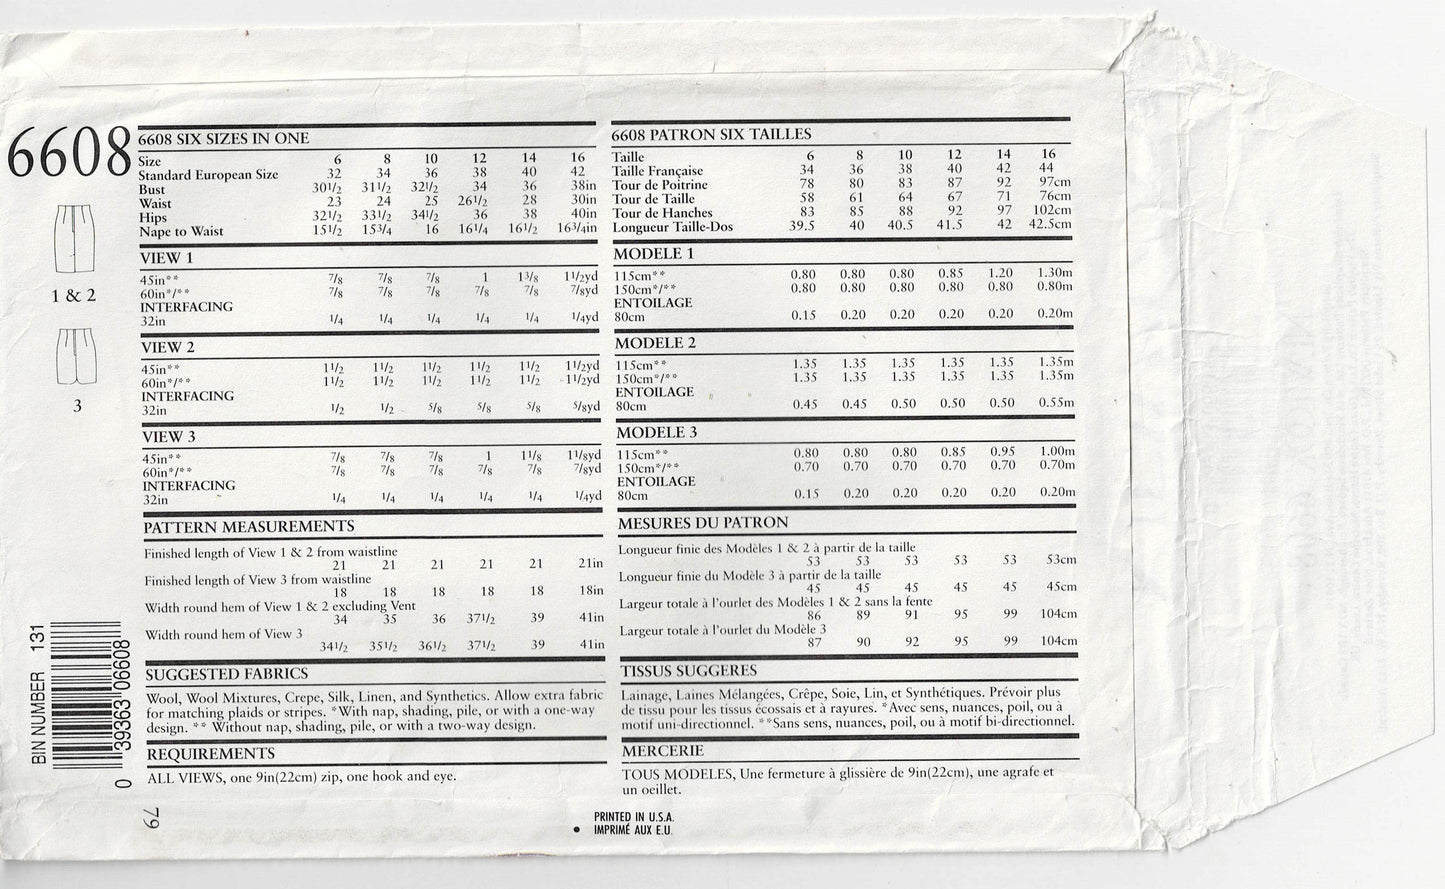 6608
1 & 2
3
BIN NUMBER 131
0 39363 06608
79
6608 SIX SIZES IN ONE
Size 6 8 10 12 14 16
Standard European Size 32 34 36 38 40 42
Bust 30½ 31½ 32½ 34 36 38in
Waist 23 24 25 26½ 28 30in
Hips 32½ 33½ 34½ 36 38 40in
Nape to Waist 15½ 15¾ 16 16¼ 16½ 16¾in
VIEW 1
45in** 7/8 7/8 7/8 1 1 3/8 1½yd
60in*/** 7/8 7/8 7/8 7/8 7/8 7/8yd
INTERFACING
32in ¼ ¼ ¼ ¼ ¼ ¼yd
VIEW 2
45in** 1½ 1½ 1½ 1½ 1½ 1½yd
60in*/** 1½ 1½ 1½ 1½ 1½ 1½yd
INTERFACING
32in ½ ½ 5/8 5/8 5/8 5/8yd
VIEW 3
45in** 7/8 7/8 7/8 1 1 1/8 1 1/8yd
60in*/** 7/8 7/8 7/8 7/8 7/8 7/8yd
INTERFACING
32in ¼ ¼ ¼ ¼ ¼ ¼yd
PATTERN MEASUREMENTS
Finished length of View 1 & 2 from waistline
21 21 21 21 21 21in
Finished length of View 3 from waistline
18 18 18 18 18 18in
Width round hem of View 1 & 2 excluding Vent
34 35 36 37½ 39 41in
Width round hem of View 3
34½ 35½ 36½ 37½ 39 41in
SUGGESTED FABRICS
Wool, Wool Mixtures, Crepe, Silk, Linen, and Synthetics. Allow extra fabric
for matching plaids or stripes. *With nap, shading, pile, or with a one-way
design. ** Without nap, shading, pile, or with a two-way design.
REQUIREMENTS
ALL VIEWS, one 9in(22cm) zip, one hook and eye.
6608 PATRON SIX TAILLES
Taille 6 8 10 12 14 16
Taille Française 34 36 38 40 42 44
Tour de Poitrine 78 80 83 87 92 97cm
Tour de Taille 58 61 64 67 71 76cm
Tour de Hanches 83 85 88 92 97 102cm
Longueur Taille-Dos 39.5 40 40.5 41.5 42 42.5cm
MODELE 1
115cm** 0.80 0.80 0.80 0.85 1.20 1.30m
150cm*/** 0.80 0.80 0.80 0.80 0.80 0.80m
ENTOILAGE
80cm 0.15 0.20 0.20 0.20 0.20 0.20m
MODELE 2
115cm** 1.35 1.35 1.35 1.35 1.35 1.35m
150cm*/** 1.35 1.35 1.35 1.35 1.35 1.35m
ENTOILAGE
80cm 0.45 0.45 0.50 0.50 0.50 0.55m
MODELE 3
115cm** 0.80 0.80 0.80 0.85 0.95 1.00m
150cm*/** 0.70 0.70 0.70 0.70 0.70 0.70m
ENTOILAGE
80cm 0.15 0.20 0.20 0.20 0.20 0.20m
MESURES DU PATRON
Longueur finie des Modèles 1 & 2 à partir de la taille
53 53 53 53 53 53cm
Longueur finie du Modèle 3 à partir de la taille
45 45 45 45 45 45cm
Largeur totale à l'ourlet des Modèles 1 & 2 sans la fente
86 89 91 95 99 104cm
Largeur totale à l'ourlet du Modèle 3
87 90 92 95 99 104cm
TISSUS SUGGERES
Lainage, Laines Mélangées, Crêpe, Soie, Lin, et Synthétiques. Prévoir plus
de tissu pour les tissus écossais et à rayures. *Avec sens, nuances, poil, ou à
motif uni-directionnel. **Sans sens, nuances, poil, ou à motif bi-directionnel.
MERCERIE
TOUS MODELES, Une fermeture à glissière de 9in(22cm), une agrafe et
un oeillet.
PRINTED IN U.S.A.
IMPRIMÉ AUX E.U.